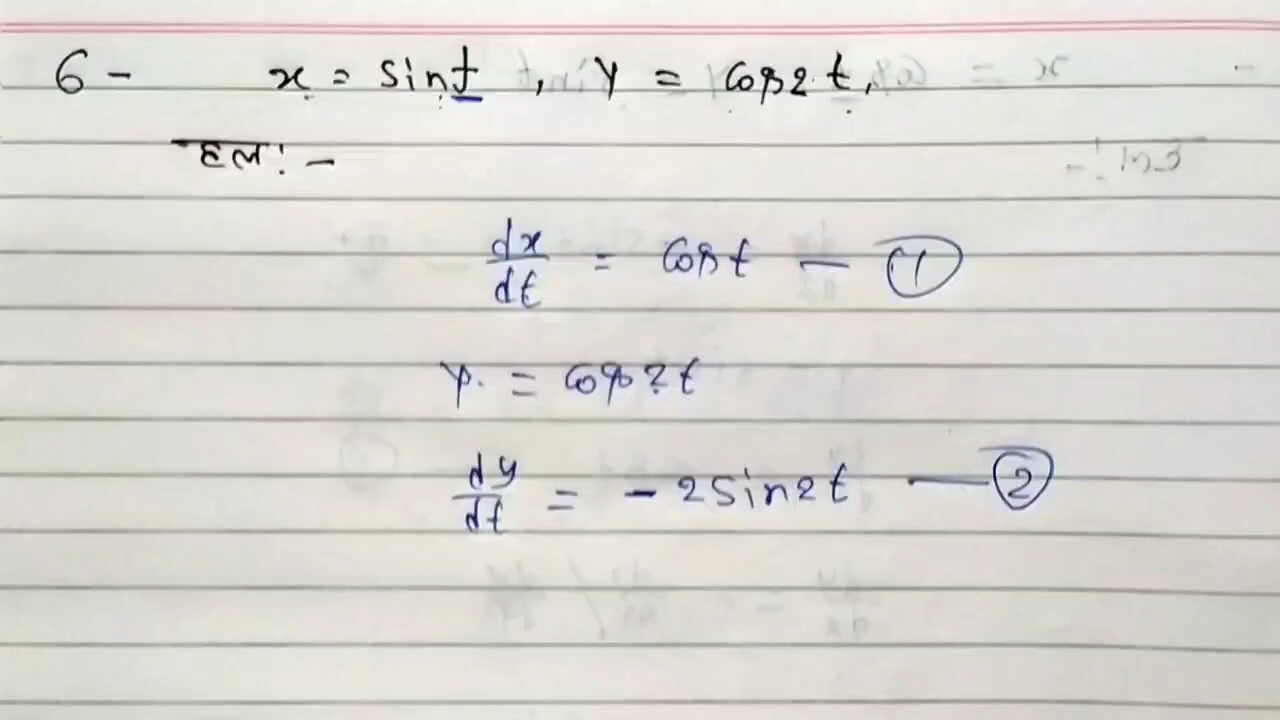 6 - x = sint , y = cos2t,
हल: -
dx/dt = cost — (1)
y. = cos2t
dy/dt = - 2sin2t — (2)